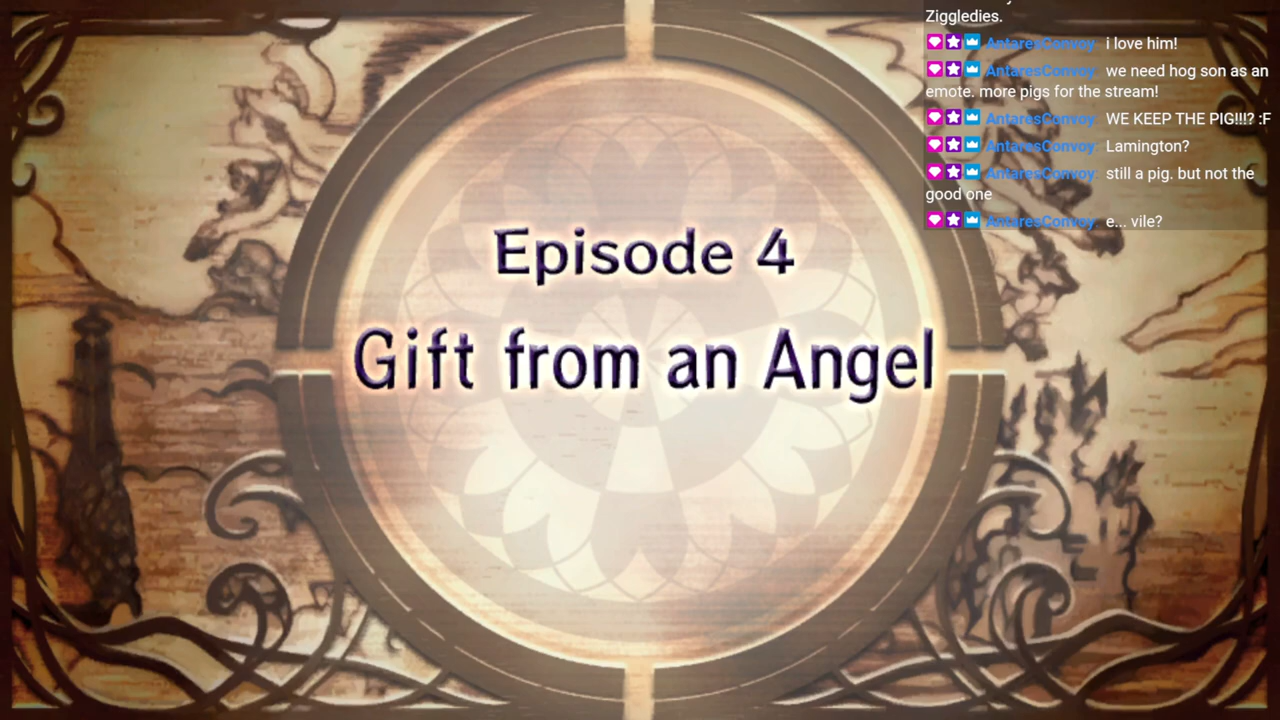 Ziggledies.
AntaresConvoy: i love him!
AntaresConvoy: we need hog son as an
emote. more pigs for the stream!
AntaresConvoy: WE KEEP THE PIG!!!? :F
AntaresConvoy: Lamington?
AntaresConvoy: still a pig. but not the
good one
AntaresConvoy: e... vile?
Episode 4
Gift from an Angel